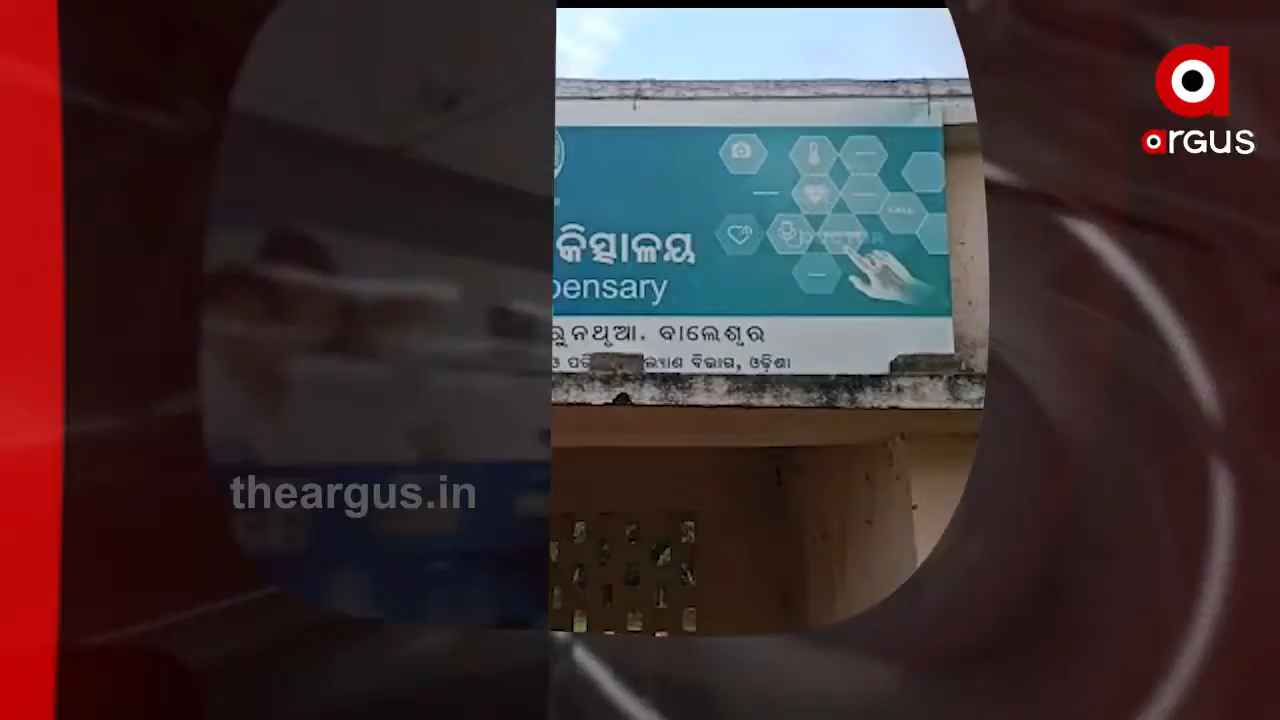 argus
କିତ୍ସାଳୟ
pensary
ରୁନଥୂଆ. ବାଲେଶ୍ୱର
ବିଭାଗ, ଓଡ଼ିଶା
theargus.in